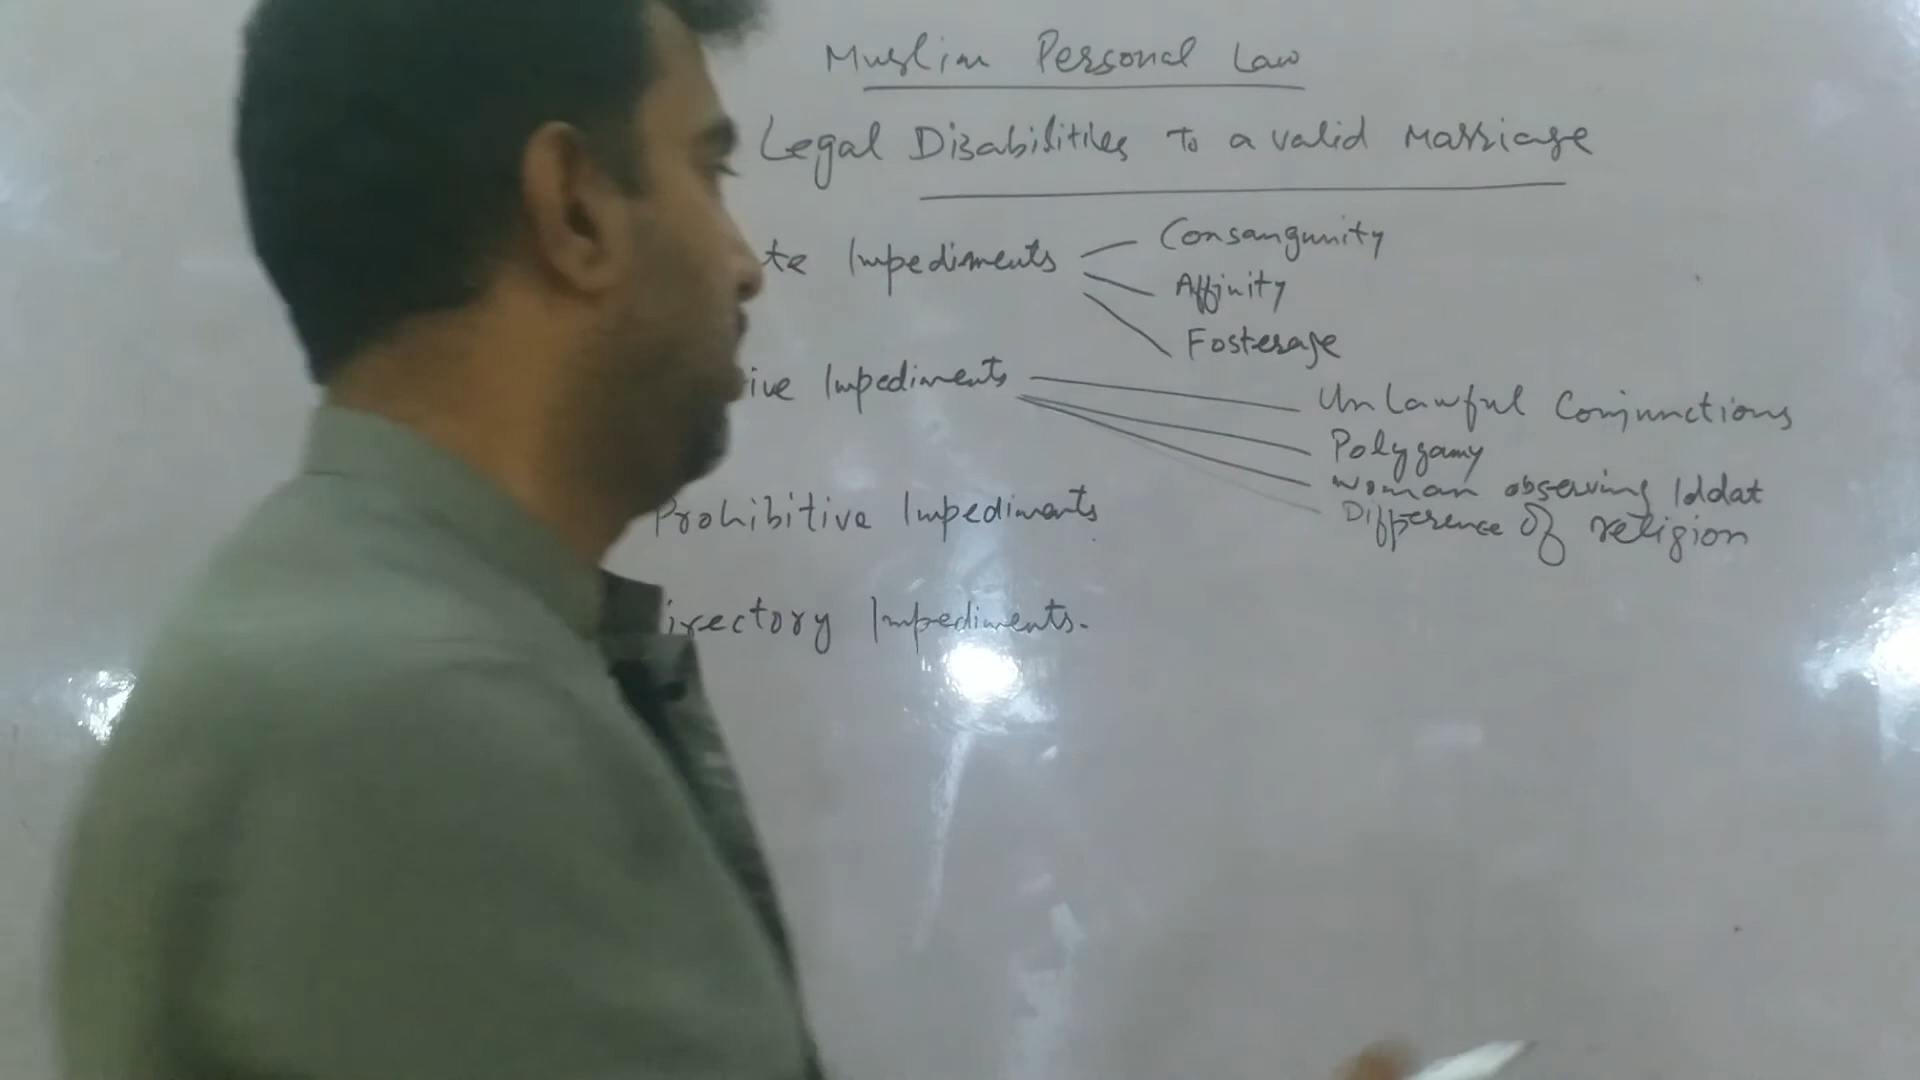 Muslim Personal Law
Legal Disabilities to a valid Marriage
te Impediments
Consangunity
Affinity
Fosterage
ive Impediments
Unlawful Conjunctions
Polygamy
Woman observing Iddat
Difference Of religion
Prohibitive Impediments
irectory Impediments.